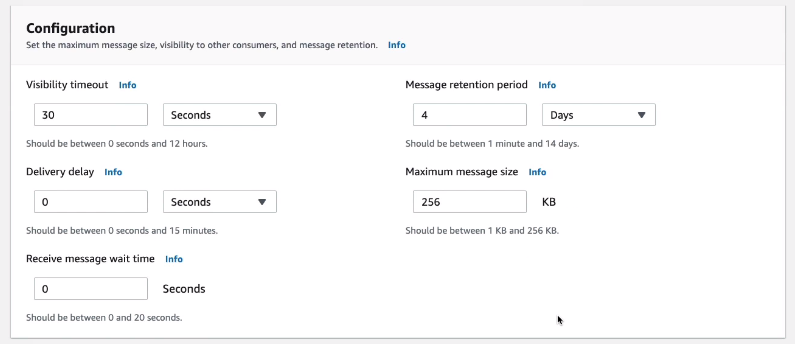 Configuration
Set the maximum message size, visibility to other consumers, and message retention. Info
Visibility timeout Info
30 Seconds
Should be between 0 seconds and 12 hours.
Message retention period Info
4 Days
Should be between 1 minute and 14 days.
Delivery delay Info
0 Seconds
Should be between 0 seconds and 15 minutes.
Maximum message size Info
256 KB
Should be between 1 KB and 256 KB.
Receive message wait time Info
0 Seconds
Should be between 0 and 20 seconds.